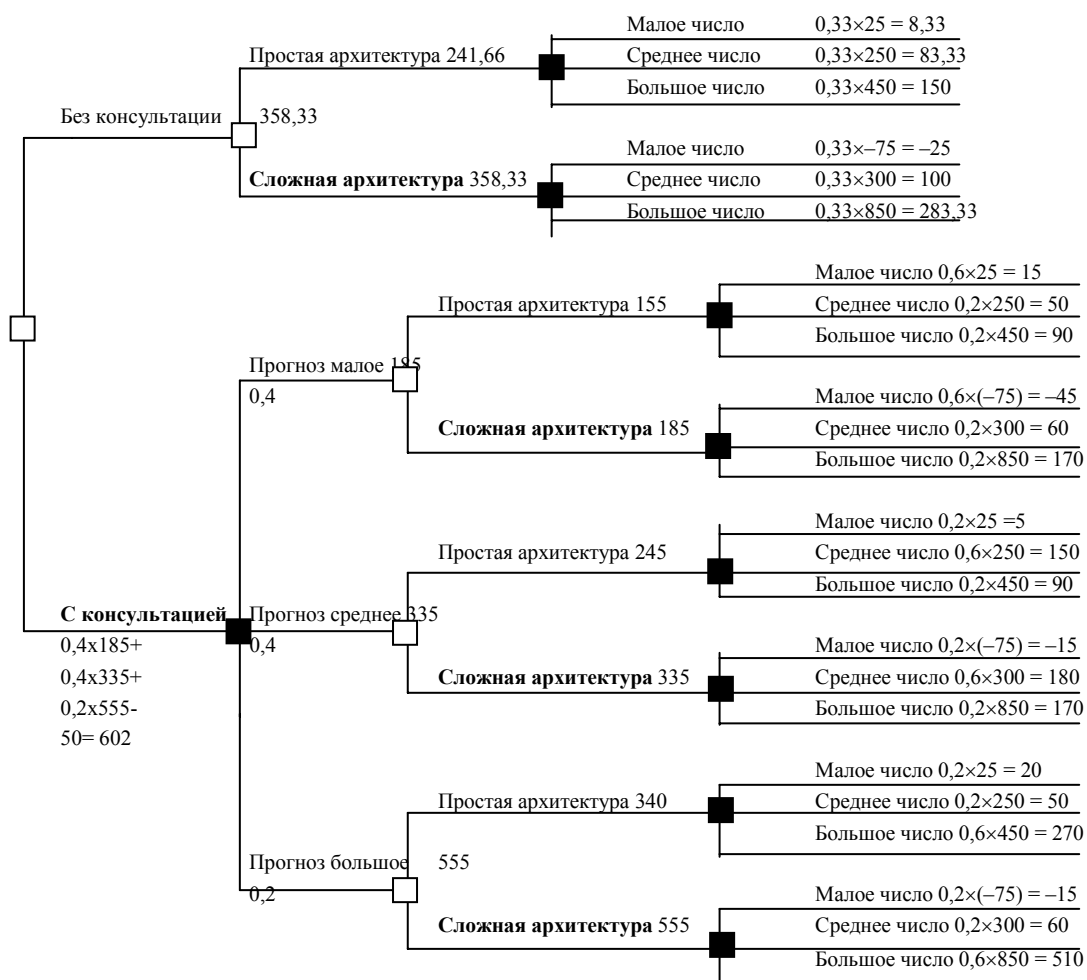 Малое число 0,33×25 = 8,33
Простая архитектура 241,66
Среднее число 0,33×250 = 83,33
Большое число 0,33×450 = 150
Без консультации 358,33
Малое число 0,33×–75 = –25
Сложная архитектура 358,33
Среднее число 0,33×300 = 100
Большое число 0,33×850 = 283,33
Малое число 0,6×25 = 15
Простая архитектура 155
Среднее число 0,2×250 = 50
Большое число 0,2×450 = 90
Прогноз малое 185
0,4
Малое число 0,6×(–75) = –45
Сложная архитектура 185
Среднее число 0,2×300 = 60
Большое число 0,2×850 = 170
Малое число 0,2×25 =5
Простая архитектура 245
Среднее число 0,6×250 = 150
Большое число 0,2×450 = 90
С консультацией
0,4x185+
0,4x335+
0,2x555-
50= 602
Прогноз среднее 335
0,4
Малое число 0,2×(–75) = –15
Сложная архитектура 335
Среднее число 0,6×300 = 180
Большое число 0,2×850 = 170
Малое число 0,2×25 = 20
Простая архитектура 340
Среднее число 0,2×250 = 50
Большое число 0,6×450 = 270
Прогноз большое 555
0,2
Малое число 0,2×(–75) = –15
Сложная архитектура 555
Среднее число 0,2×300 = 60
Большое число 0,6×850 = 510